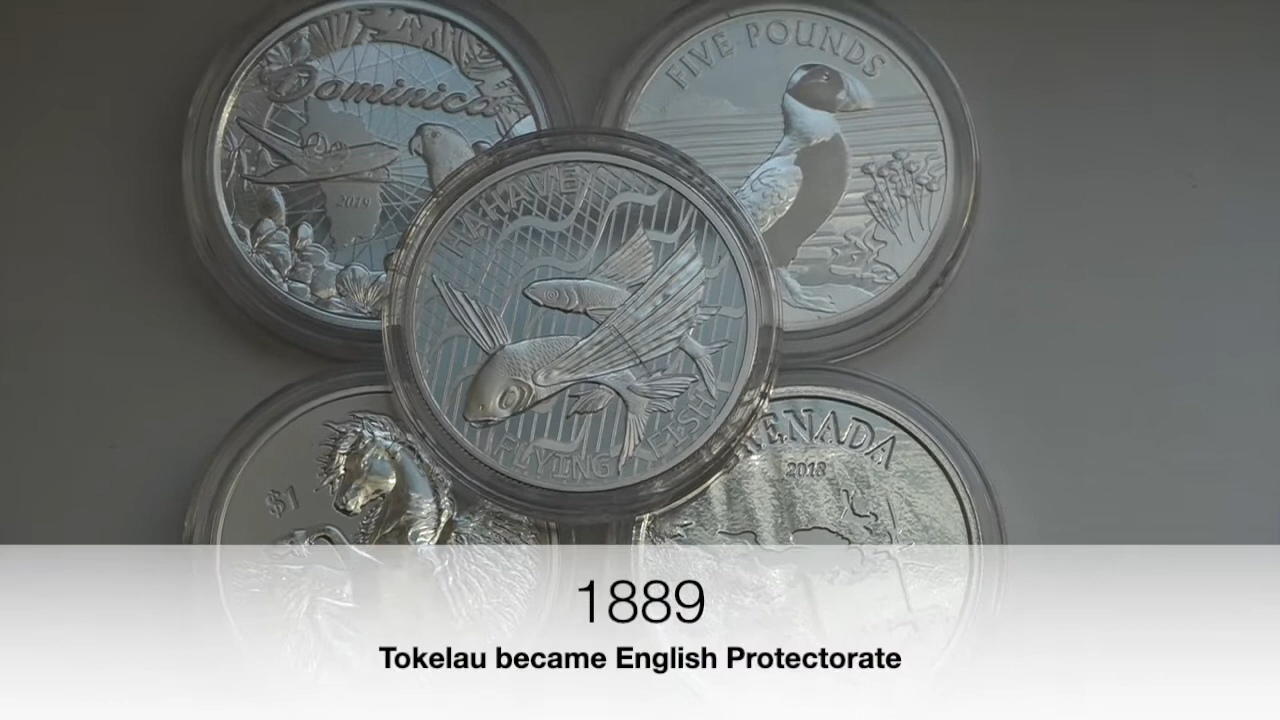 Dominica
2019
FIVE POUNDS
HAHAVE
FLYING FISH
$1
GRENADA
2018
1889
Tokelau became English Protectorate